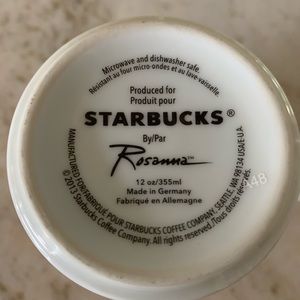 Microwave and dishwasher safe.
Résistant au four micro-ondes et au lave-vaisselle.
Produced for
Produit pour
STARBUCKS®
By/Par
Rosanna™
12 oz/355ml
Made in Germany
Fabriqué en Allemagne
MANUFACTURED FOR/FABRIQUÉ POUR STARBUCKS COFFEE COMPANY, SEATTLE, WA 98134 USA/É-U.A.
©2013 Starbucks Coffee Company. All rights reserved. Tous droits réservés.